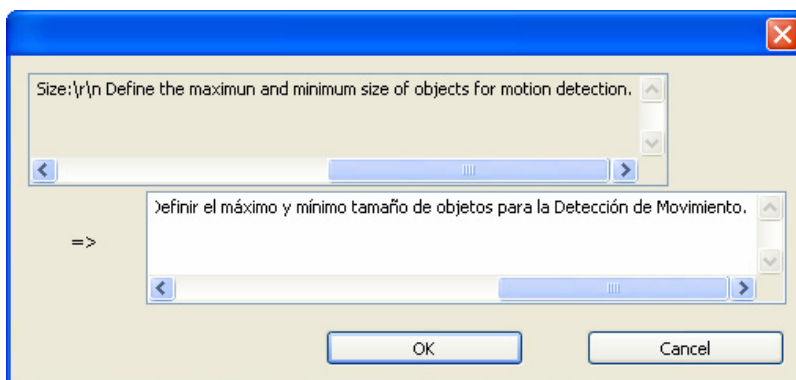 Size:\r\n Define the maximun and minimum size of objects for motion detection.
=>
Definir el máximo y mínimo tamaño de objetos para la Detección de Movimiento.
OK
Cancel